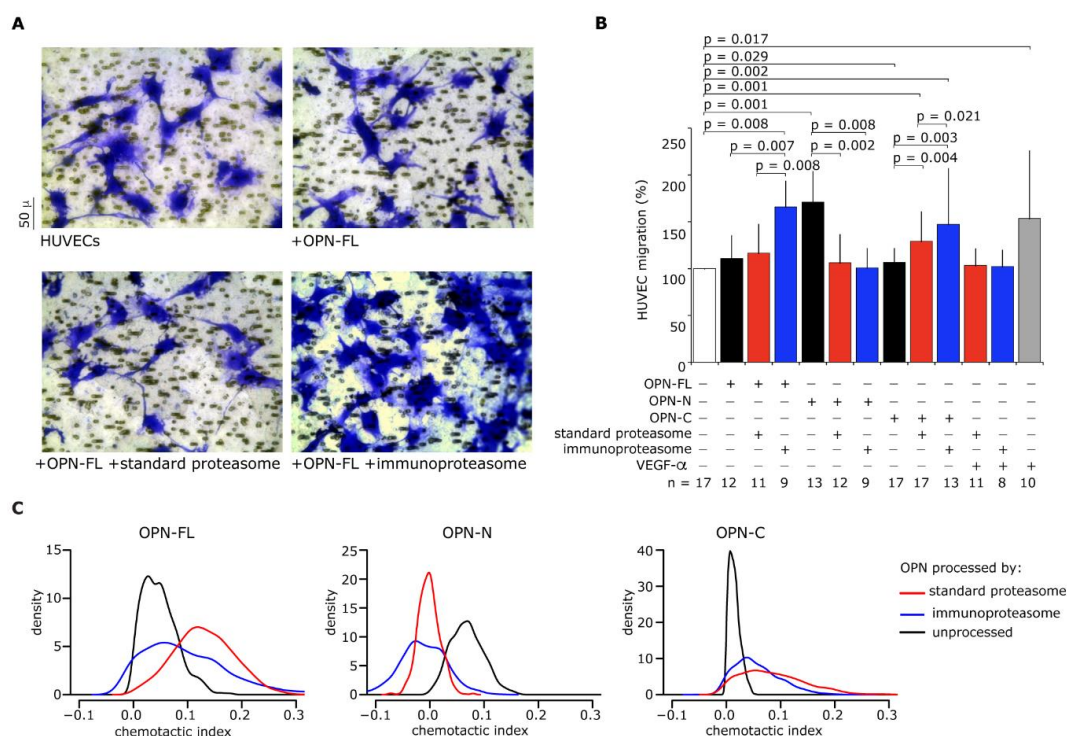 A
50 µ
HUVECs
+OPN-FL
+OPN-FL +standard proteasome
+OPN-FL +immunoproteasome
B
p = 0.017
p = 0.029
p = 0.002
p = 0.001
p = 0.021
p = 0.001
p = 0.008
p = 0.008
p = 0.003
p = 0.007
p = 0.002
p = 0.004
p = 0.008
HUVEC migration (%)
200
150
100
100
50
0
OPN-FL – + + + – – – – – – – – –
OPN-N – – – – + + + – – – – – –
OPN-C – – – – – – – + + + – – –
standard proteasome – – + – – + – – + – + – –
immunoproteasome – – – + – – + – – + – + –
VEGF-α – – – – – – – – – – + + +
n = 17 12 11 9 13 12 9 17 17 13 11 8 10
C
OPN-FL
density
15
10
5
0
−0.1 0.0 0.1 0.2 0.3
chemotactic index
OPN-N
density
25
20
15
10
5
0
−0.1 0.0 0.1 0.2 0.3
chemotactic index
OPN-C
density
40
30
20
10
0
−0.1 0.0 0.1 0.2 0.3
chemotactic index
OPN processed by:
standard proteasome
immunoproteasome
unprocessed